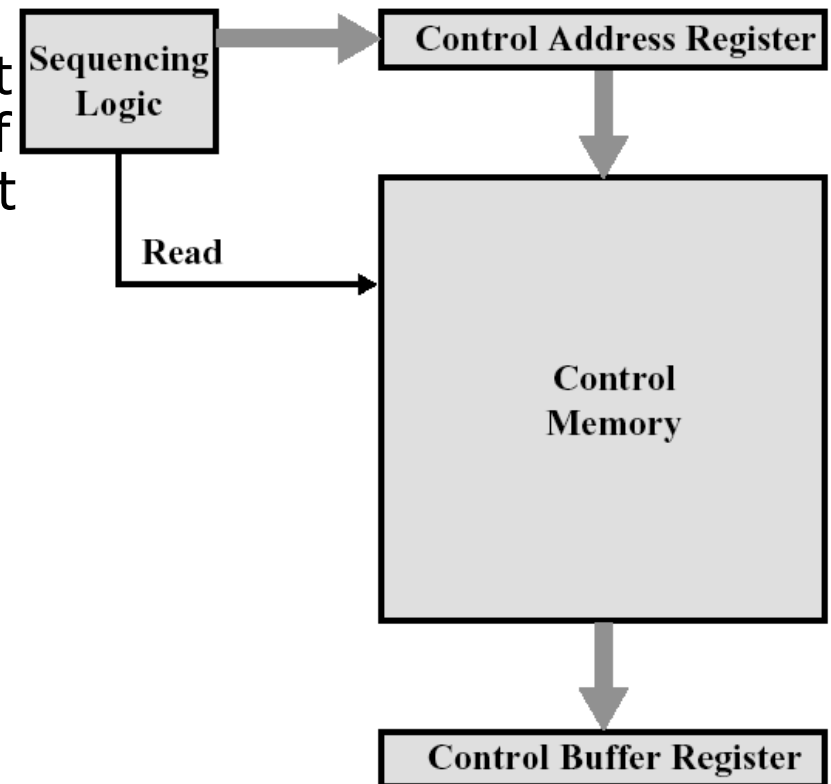 Control Address Register
Sequencing
Logic
t
f
t
Read
Control
Memory
Control Buffer Register